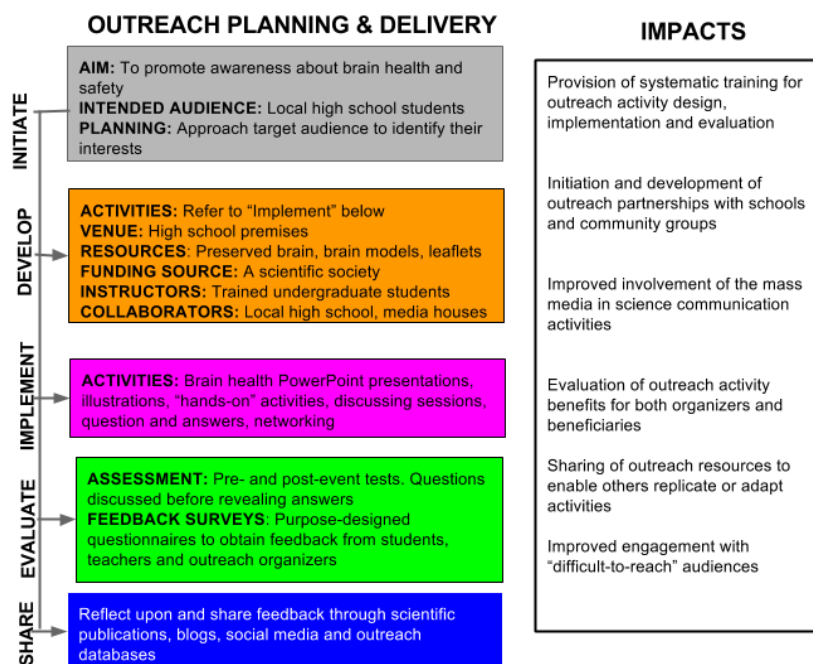 OUTREACH PLANNING & DELIVERY
INITIATE
AIM: To promote awareness about brain health and
safety
INTENDED AUDIENCE: Local high school students
PLANNING: Approach target audience to identify their
interests
DEVELOP
ACTIVITIES: Refer to “Implement” below
VENUE: High school premises
RESOURCES: Preserved brain, brain models, leaflets
FUNDING SOURCE: A scientific society
INSTRUCTORS: Trained undergraduate students
COLLABORATORS: Local high school, media houses
IMPLEMENT
ACTIVITIES: Brain health PowerPoint presentations,
illustrations, “hands-on” activities, discussing sessions,
question and answers, networking
EVALUATE
ASSESSMENT: Pre- and post-event tests. Questions
discussed before revealing answers
FEEDBACK SURVEYS: Purpose-designed
questionnaires to obtain feedback from students,
teachers and outreach organizers
SHARE
Reflect upon and share feedback through scientific
publications, blogs, social media and outreach
databases
IMPACTS
Provision of systematic training for
outreach activity design,
implementation and evaluation
Initiation and development of
outreach partnerships with schools
and community groups
Improved involvement of the mass
media in science communication
activities
Evaluation of outreach activity
benefits for both organizers and
beneficiaries
Sharing of outreach resources to
enable others replicate or adapt
activities
Improved engagement with
“difficult-to-reach” audiences